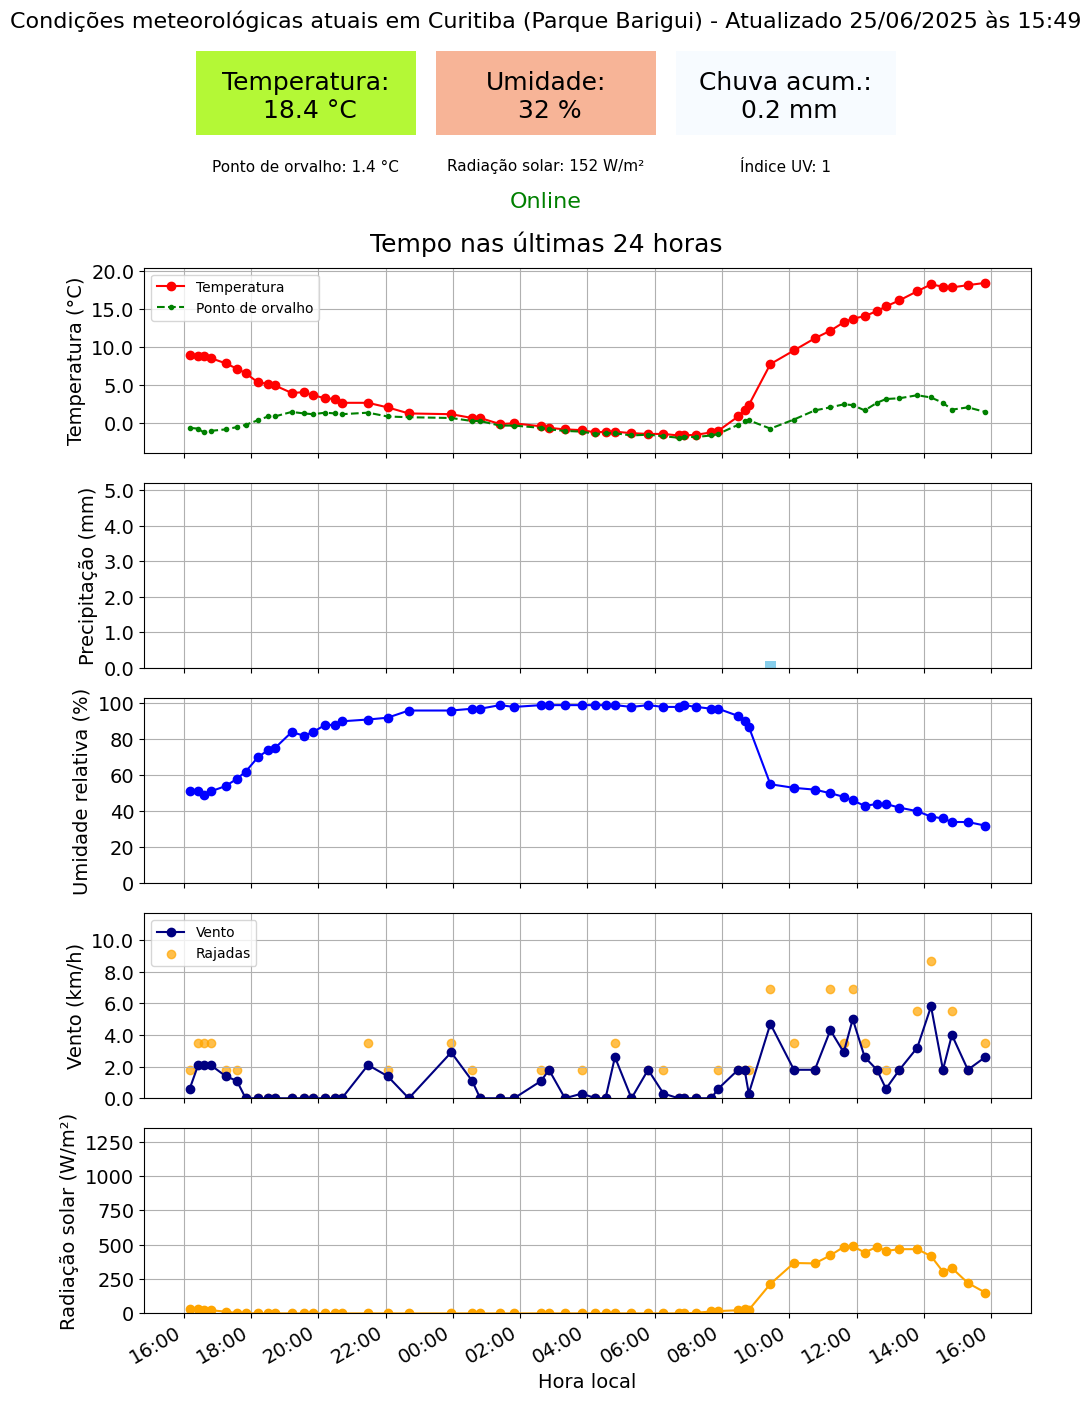 Condições meteorológicas atuais em Curitiba (Parque Barigui) - Atualizado 25/06/2025 às 15:49
Temperatura:
18.4 °C
Umidade:
32 %
Chuva acum.:
0.2 mm
Ponto de orvalho: 1.4 °C
Radiação solar: 152 W/m²
Índice UV: 1
Online
Tempo nas últimas 24 horas
Temperatura (°C)
20.0
15.0
10.0
5.0
0.0
Temperatura
Ponto de orvalho
Precipitação (mm)
5.0
4.0
3.0
2.0
1.0
0.0
Umidade relativa (%)
100
80
60
40
20
0
Vento (km/h)
10.0
8.0
6.0
4.0
2.0
0.0
Vento
Rajadas
Radiação solar (W/m²)
1250
1000
750
500
250
0
16:00
18:00
20:00
22:00
00:00
02:00
04:00
06:00
08:00
10:00
12:00
14:00
16:00
Hora local